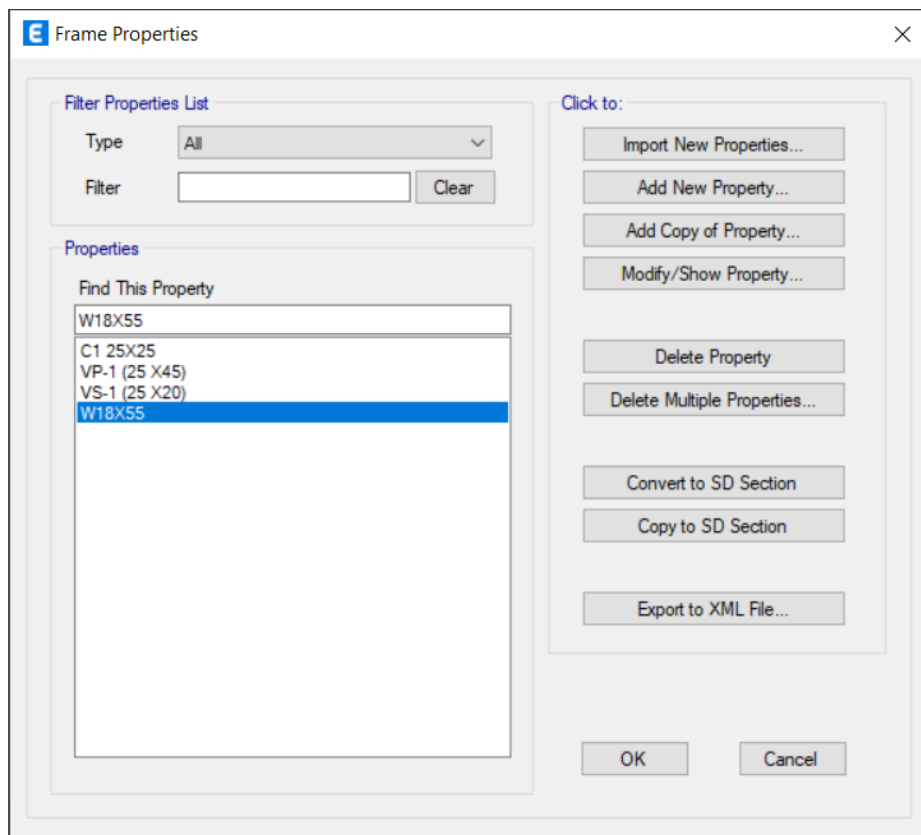 E Frame Properties
Filter Properties List
Type All
Filter Clear
Properties
Find This Property
W18X55
C1 25X25
VP-1 (25 X45)
VS-1 (25 X20)
W18X55
Click to:
Import New Properties...
Add New Property...
Add Copy of Property...
Modify/Show Property...
Delete Property
Delete Multiple Properties...
Convert to SD Section
Copy to SD Section
Export to XML File...
OK Cancel